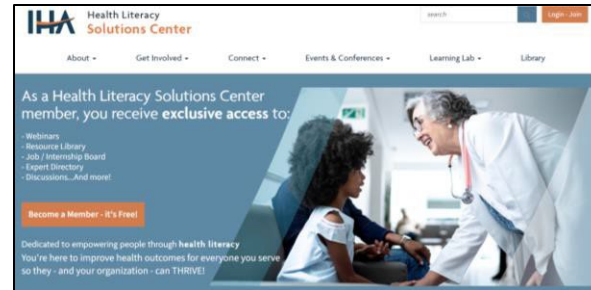 IHA Health Literacy
Solutions Center
search
Login - Join
About
Get Involved
Connect
Events & Conferences
Learning Lab
Library
As a Health Literacy Solutions Center
member, you receive exclusive access to:
- Webinars
- Resource Library
- Job / Internship Board
- Expert Directory
- Discussions...And more!
Become a Member - it's Free!
Dedicated to empowering people through health literacy
You're here to improve health outcomes for everyone you serve
so they - and your organization - can THRIVE!